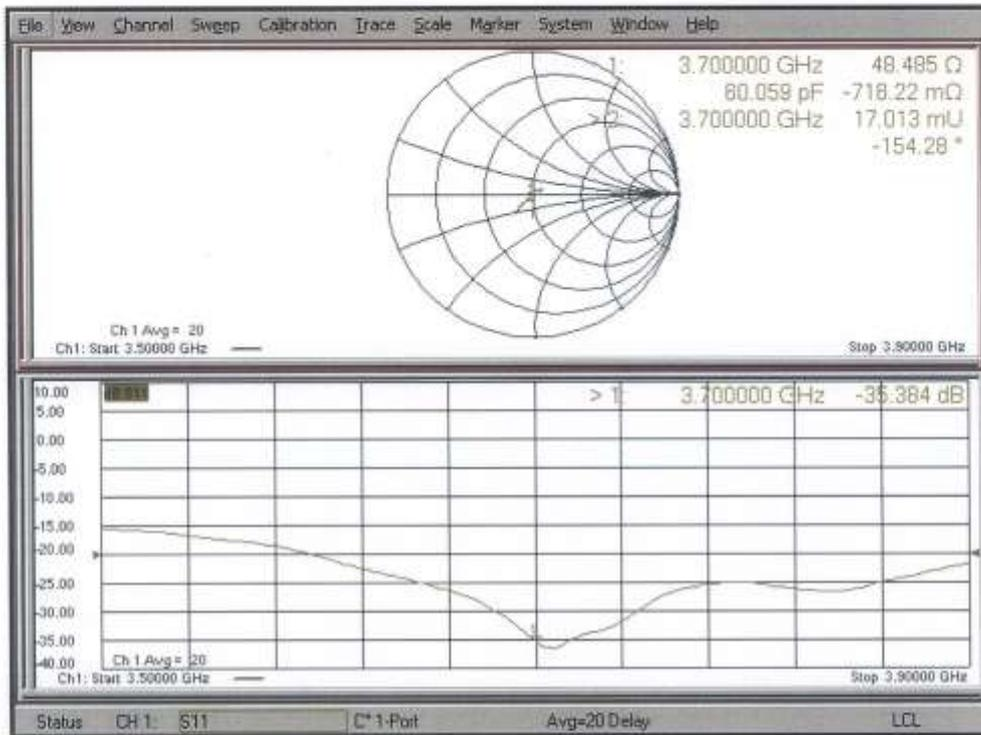 File View Channel Sweep Calibration Trace Scale Marker System Window Help
1: 3.700000 GHz 48.485 Ω
60.059 pF -718.22 mΩ
> 2: 3.700000 GHz 17.013 mU
-154.28 °
Ch 1 Avg = 20
Ch1: Start 3.50000 GHz
Stop 3.90000 GHz
10.00
> 1: 3.700000 GHz -35.384 dB
5.00
0.00
-5.00
-10.00
-15.00
-20.00
-25.00
-30.00
-35.00
-40.00
Ch 1 Avg = 20
Ch1: Start 3.50000 GHz
Stop 3.90000 GHz
Status CH 1: S11 C* 1-Port Avg=20 Delay LCL